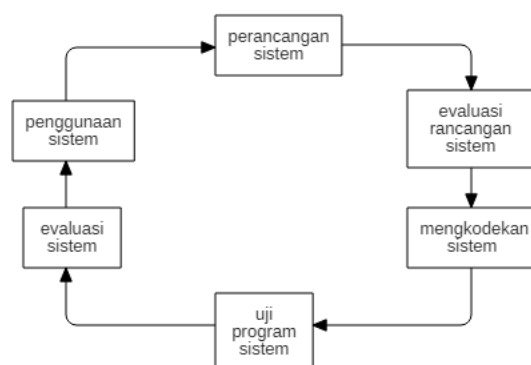 perancangan
sistem
evaluasi
rancangan
sistem
mengkodekan
sistem
uji
program
sistem
evaluasi
sistem
penggunaan
sistem